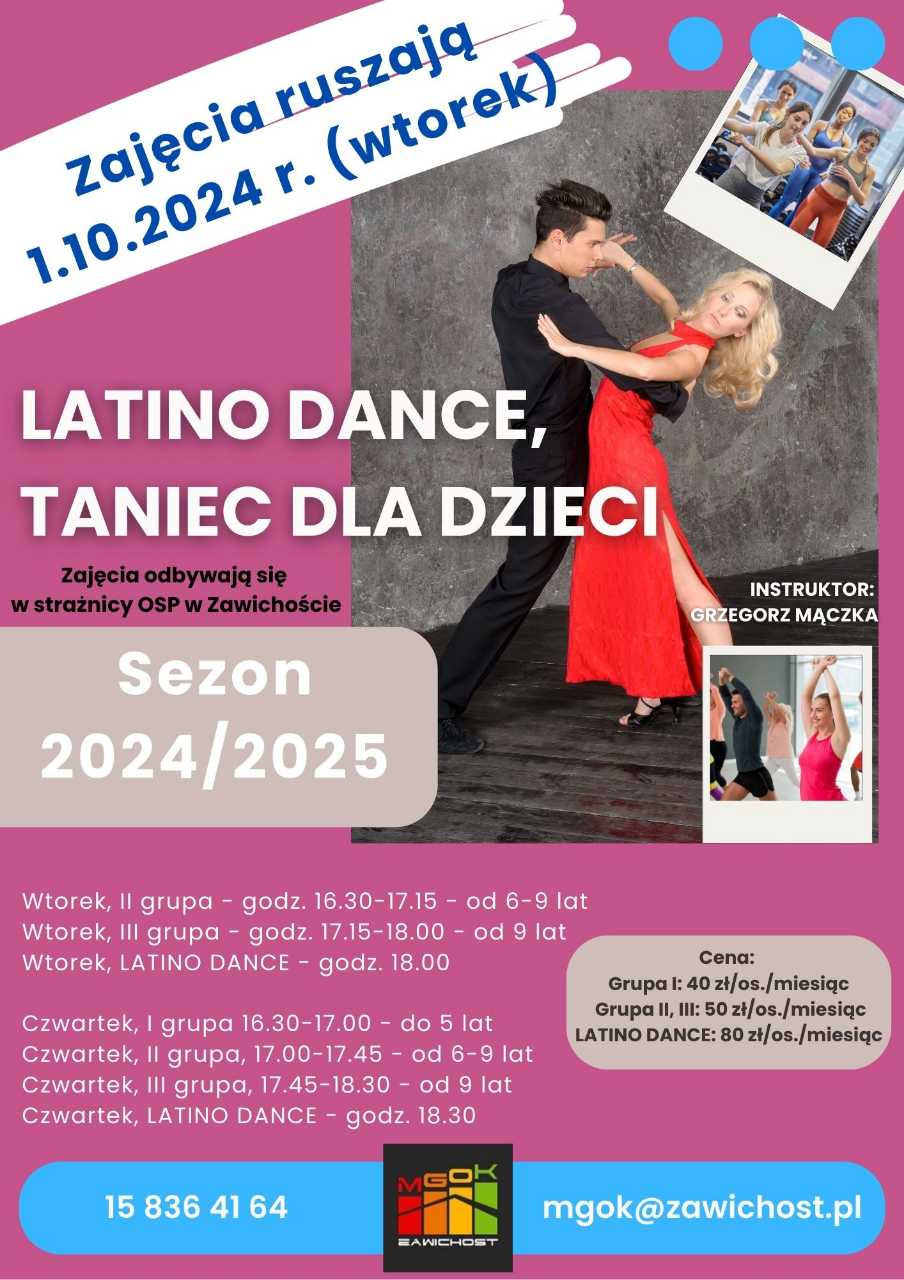 Zajęcia ruszają
1.10.2024 r. (wtorek)
LATINO DANCE,
TANIEC DLA DZIECI
Zajęcia odbywają się
w strażnicy OSP w Zawichoście
INSTRUKTOR:
GRZEGORZ MĄCZKA
Sezon
2024/2025
Wtorek, II grupa - godz. 16.30-17.15 - od 6-9 lat
Wtorek, III grupa - godz. 17.15-18.00 - od 9 lat
Wtorek, LATINO DANCE - godz. 18.00
Czwartek, I grupa 16.30-17.00 - do 5 lat
Czwartek, II grupa, 17.00-17.45 - od 6-9 lat
Czwartek, III grupa, 17.45-18.30 - od 9 lat
Czwartek, LATINO DANCE - godz. 18.30
Cena:
Grupa I: 40 zł/os./miesiąc
Grupa II, III: 50 zł/os./miesiąc
LATINO DANCE: 80 zł/os./miesiąc
15 836 41 64
MGOK
ZAWICHOST
mgok@zawichost.pl